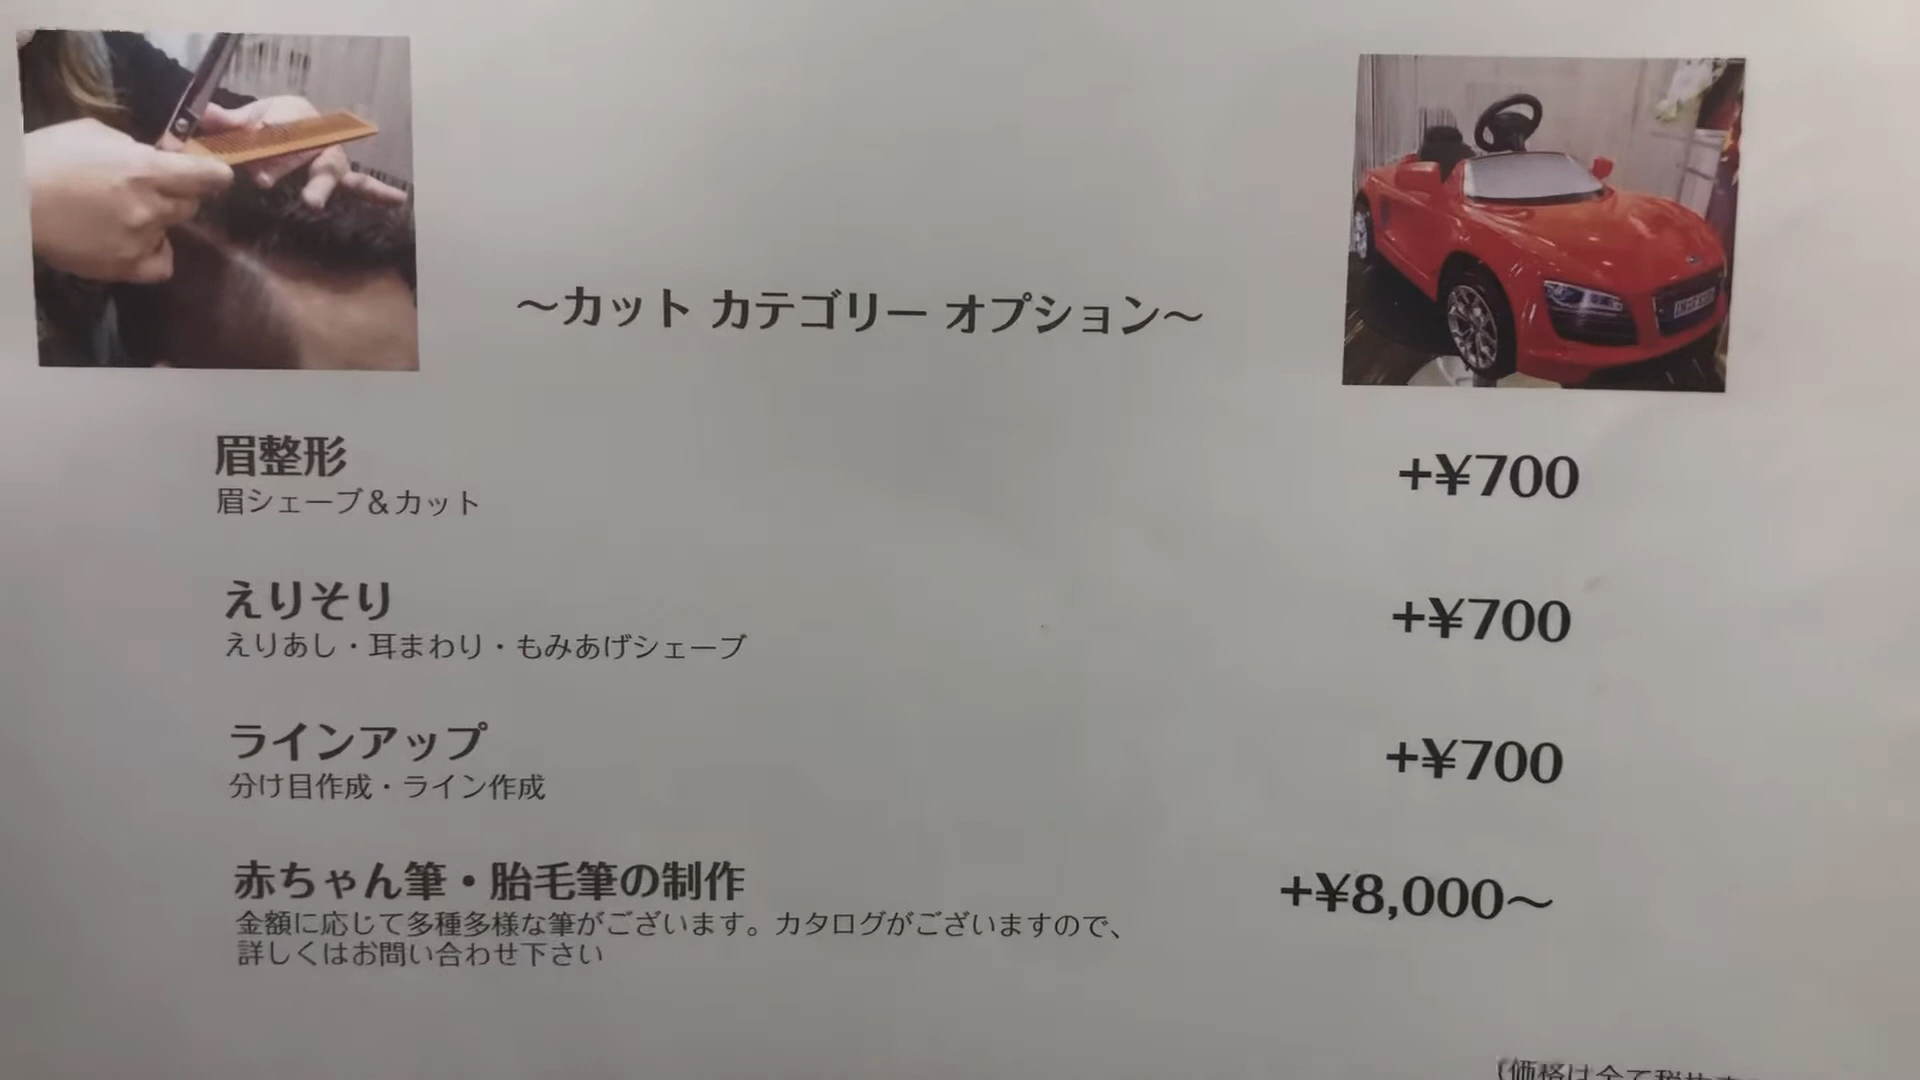 ～カット カテゴリー オプション～
眉整形
+¥700
眉シェーブ＆カット
えりそり
+¥700
えりあし・耳まわり・もみあげシェーブ
ラインアップ
+¥700
分け目作成・ライン作成
赤ちゃん筆・胎毛筆の制作
+¥8,000～
金額に応じて多種多様な筆がございます。カタログがございますので、
詳しくはお問い合わせ下さい
(価格は全て税